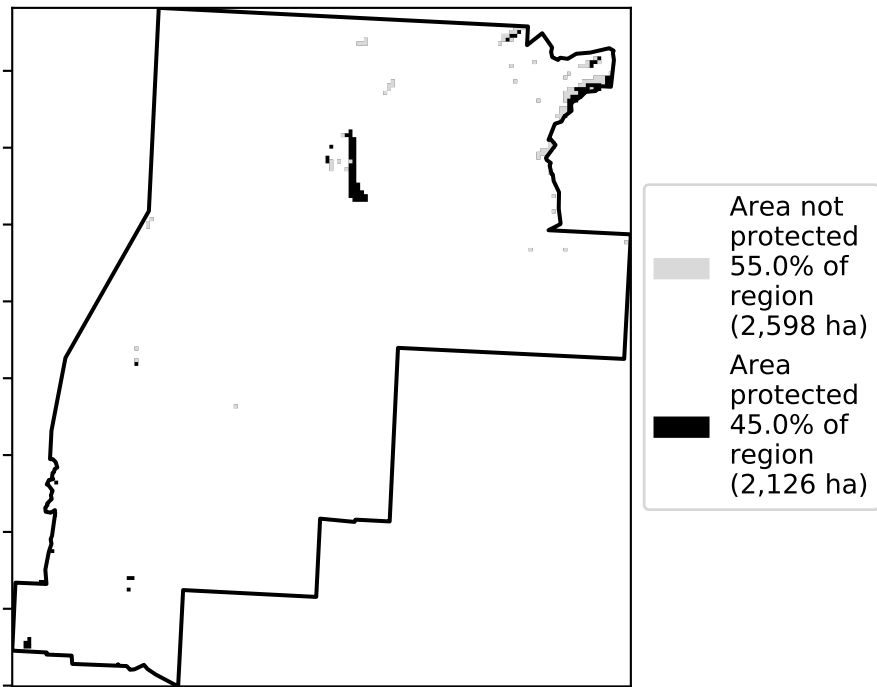 Area not
protected
55.0% of
region
(2,598 ha)
Area
protected
45.0% of
region
(2,126 ha)